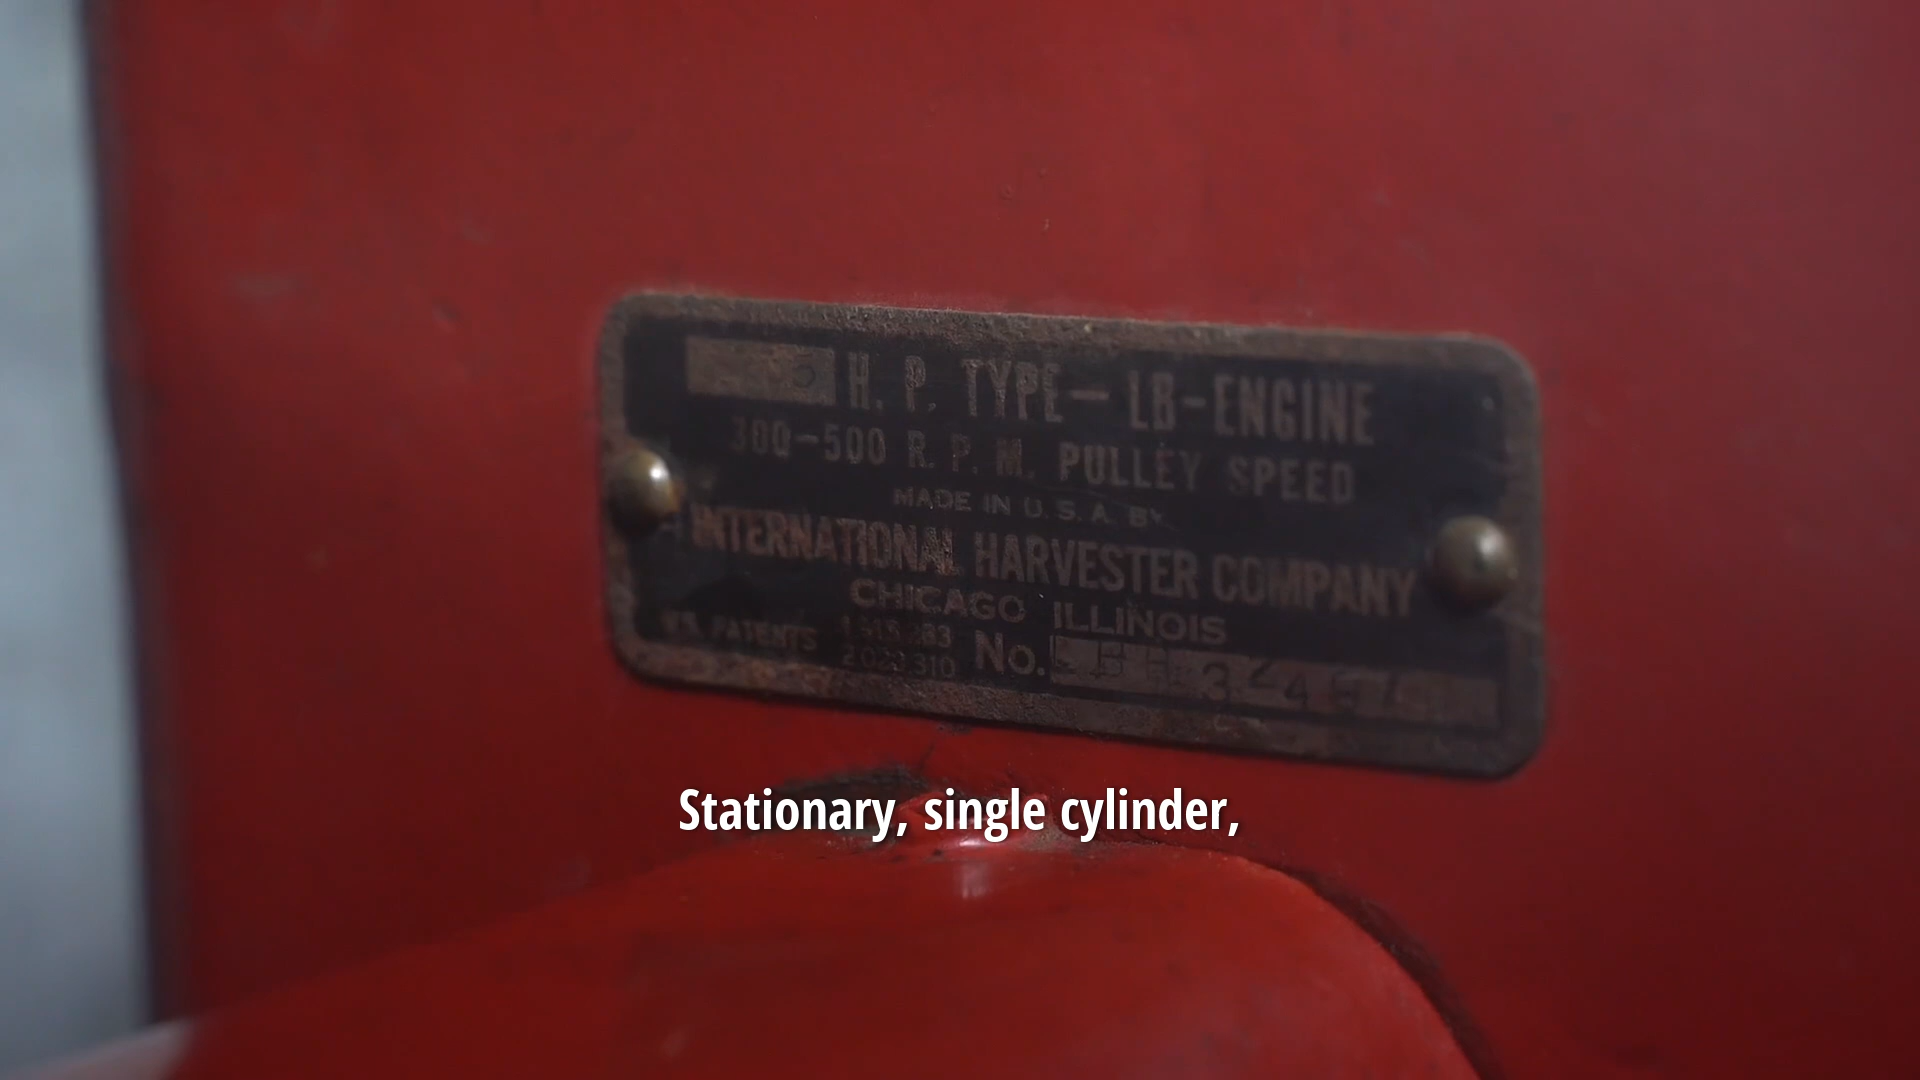 H. P. TYPE – LB-ENGINE
300-500 R. P. M. PULLEY SPEED
MADE IN U. S. A. BY
INTERNATIONAL HARVESTER COMPANY
CHICAGO ILLINOIS
U.S. PATENTS
No.
Stationary, single cylinder,